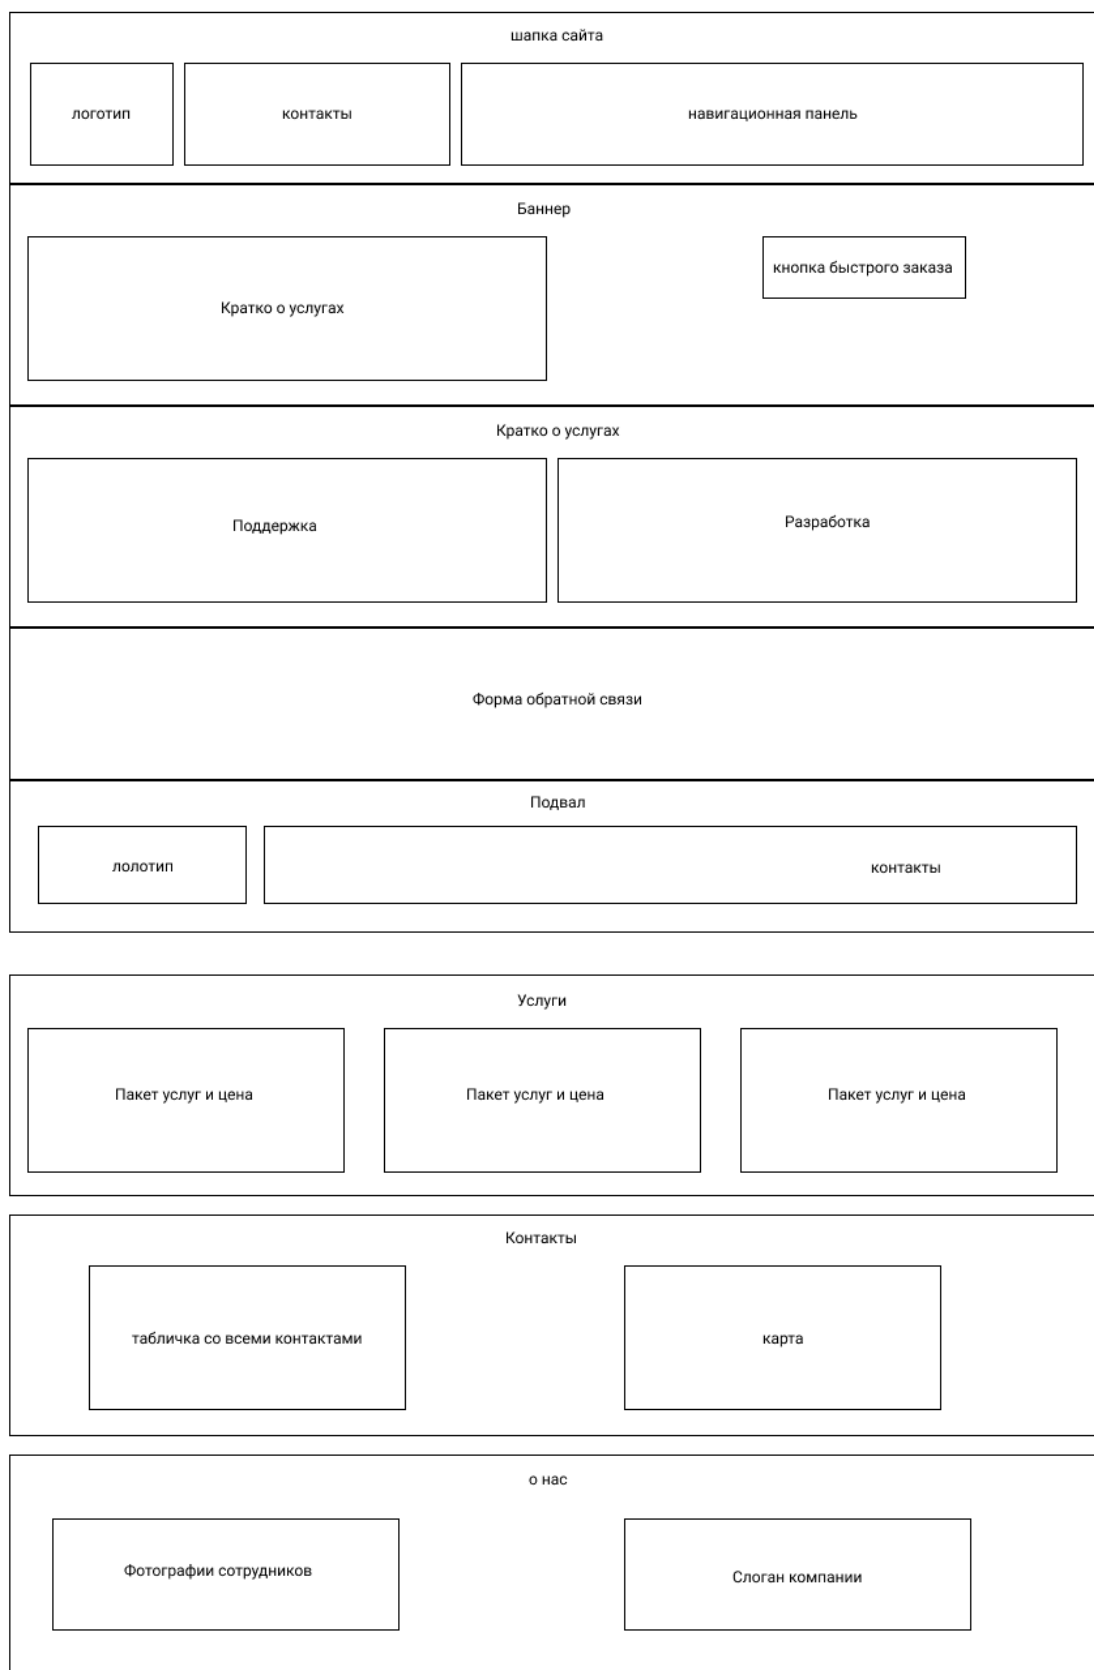 шапка сайта
логотип
контакты
навигационная панель
Баннер
Кратко о услугах
кнопка быстрого заказа
Кратко о услугах
Поддержка
Разработка
Форма обратной связи
Подвал
лолотип
контакты
Услуги
Пакет услуг и цена
Пакет услуг и цена
Пакет услуг и цена
Контакты
табличка со всеми контактами
карта
о нас
Фотографии сотрудников
Слоган компании